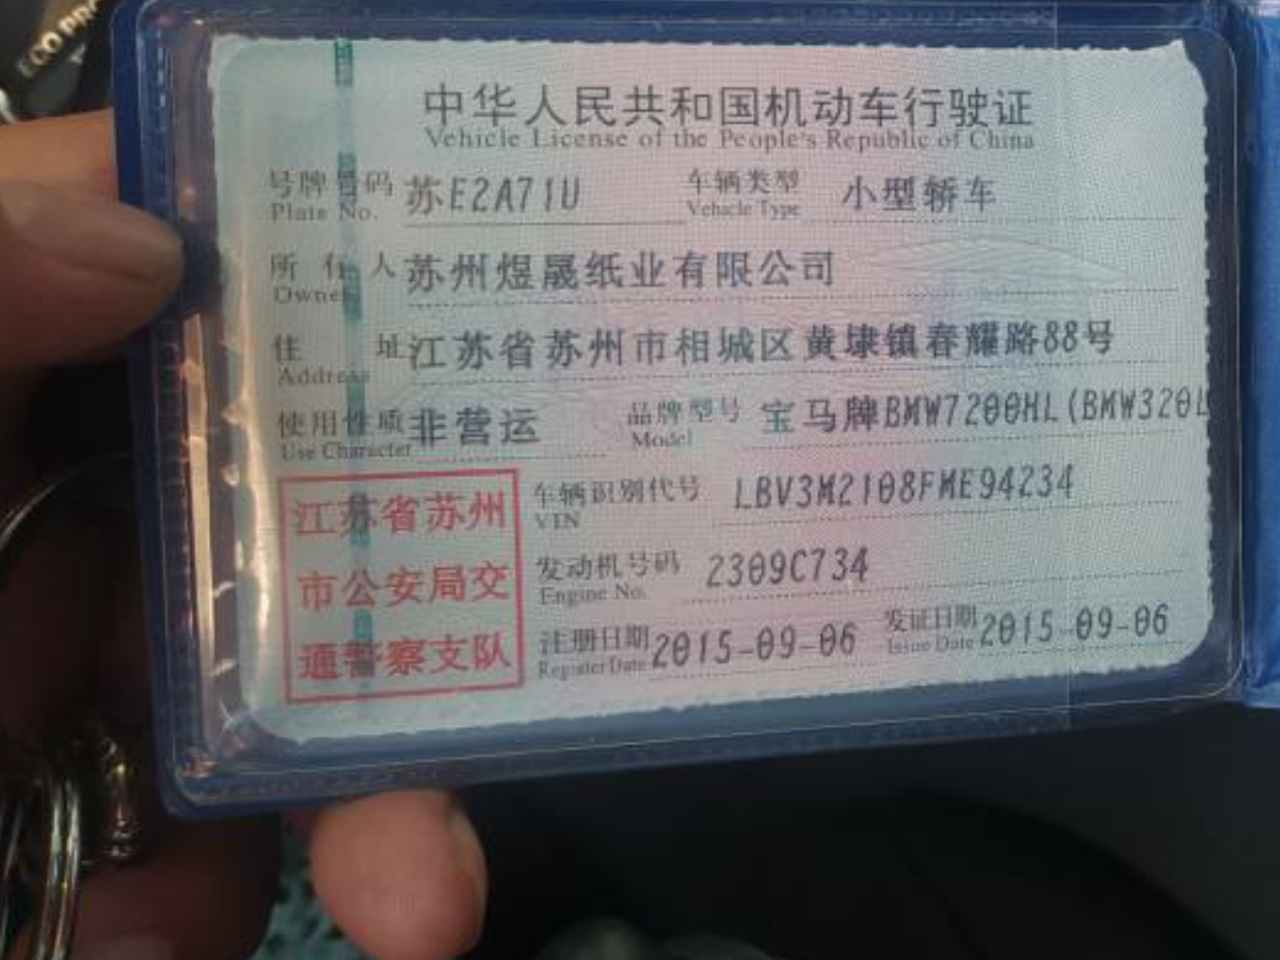 ECO PRO
中华人民共和国机动车行驶证
Vehicle License of the People's Republic of China
号牌号码 苏E2A71U 车辆类型 小型轿车
Plate No. Vehicle Type
所有人 苏州煜晟纸业有限公司
Owner
住址 江苏省苏州市相城区黄埭镇春耀路88号
Address
使用性质 非营运 品牌型号 宝马牌BMW7200HL(BMW320L
Use Character Model
江苏省苏州
市公安局交
通警察支队
车辆识别代号 LBV3M2108FME94234
VIN
发动机号码 2309C734
Engine No.
注册日期 2015-09-06 发证日期 2015-09-06
Register Date Issue Date